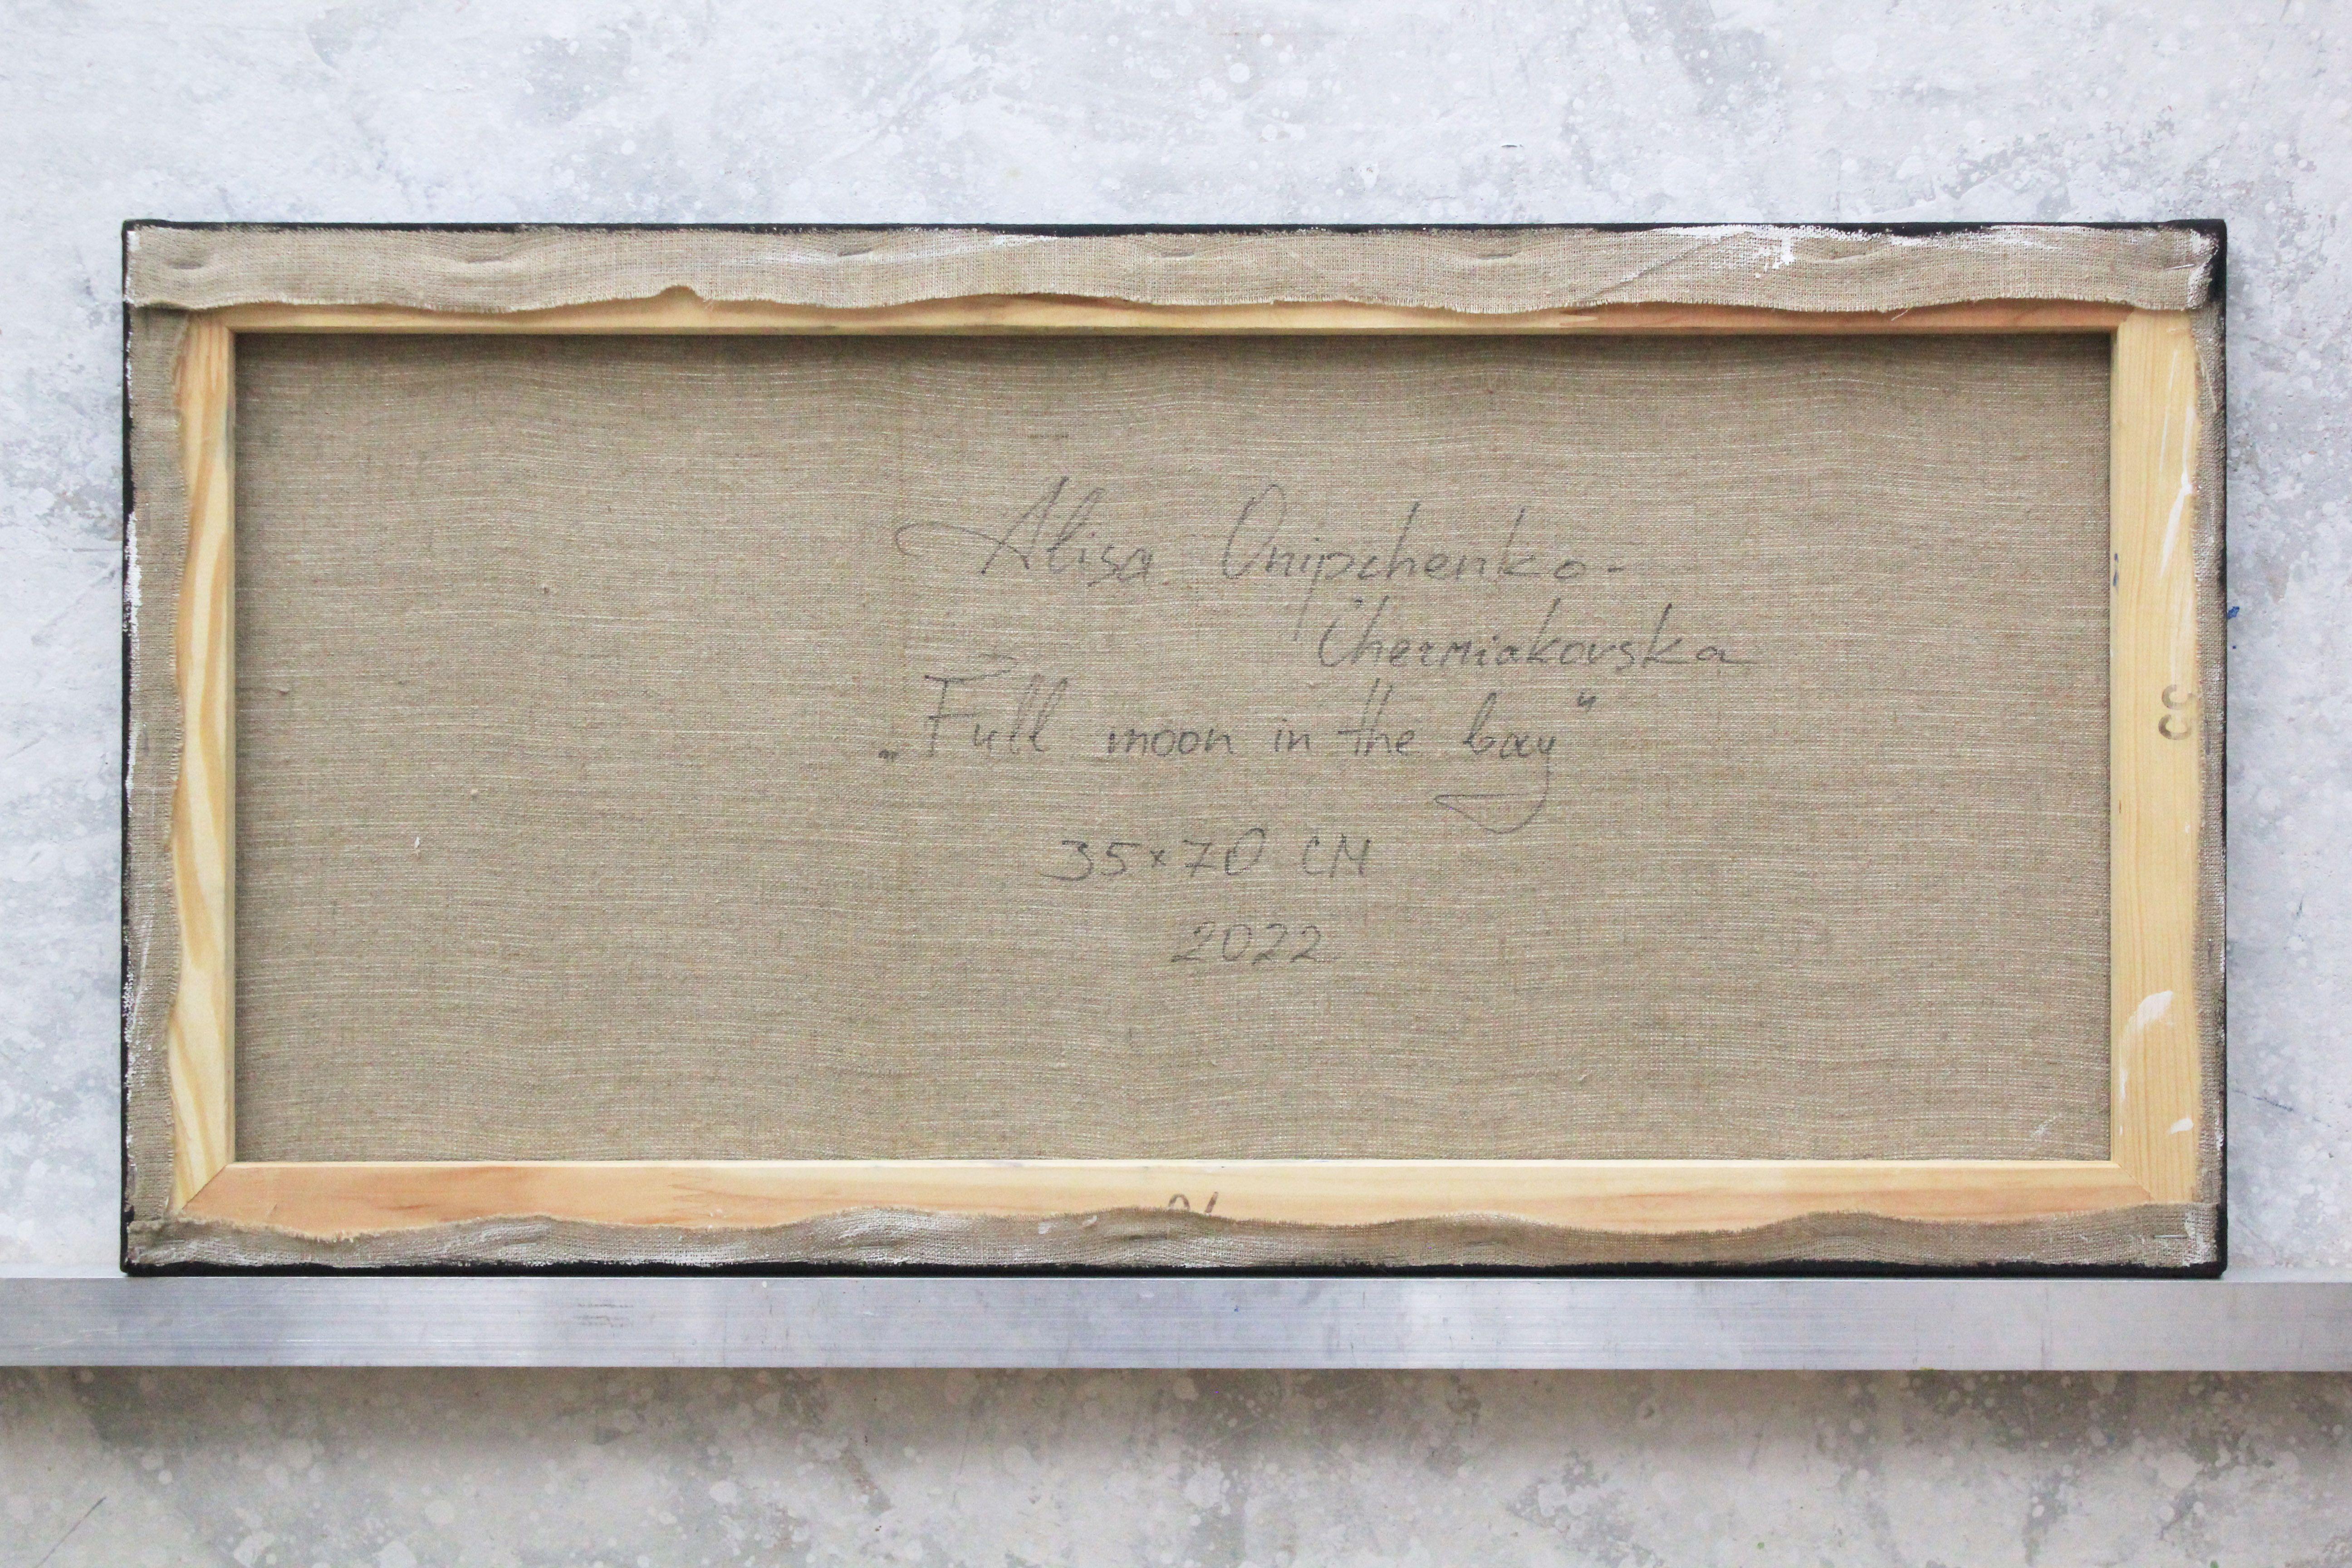 Alisa Onipchenko-
Cherniakovska
„Full moon in the bay"
35×70 CM
2022